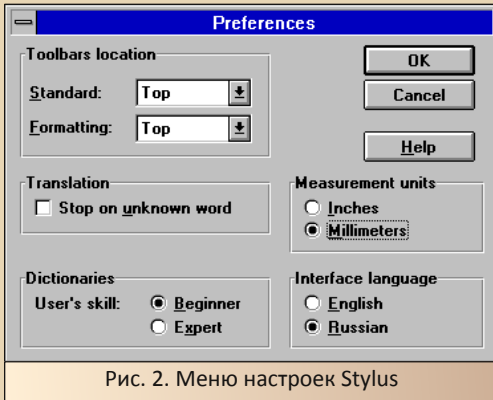 Preferences
Toolbars location
Standard: Top
Formatting: Top
OK
Cancel
Help
Translation
Stop on unknown word
Measurement units
Inches
Millimeters
Dictionaries
User's skill: Beginner
Expert
Interface language
English
Russian
Рис. 2. Меню настроек Stylus